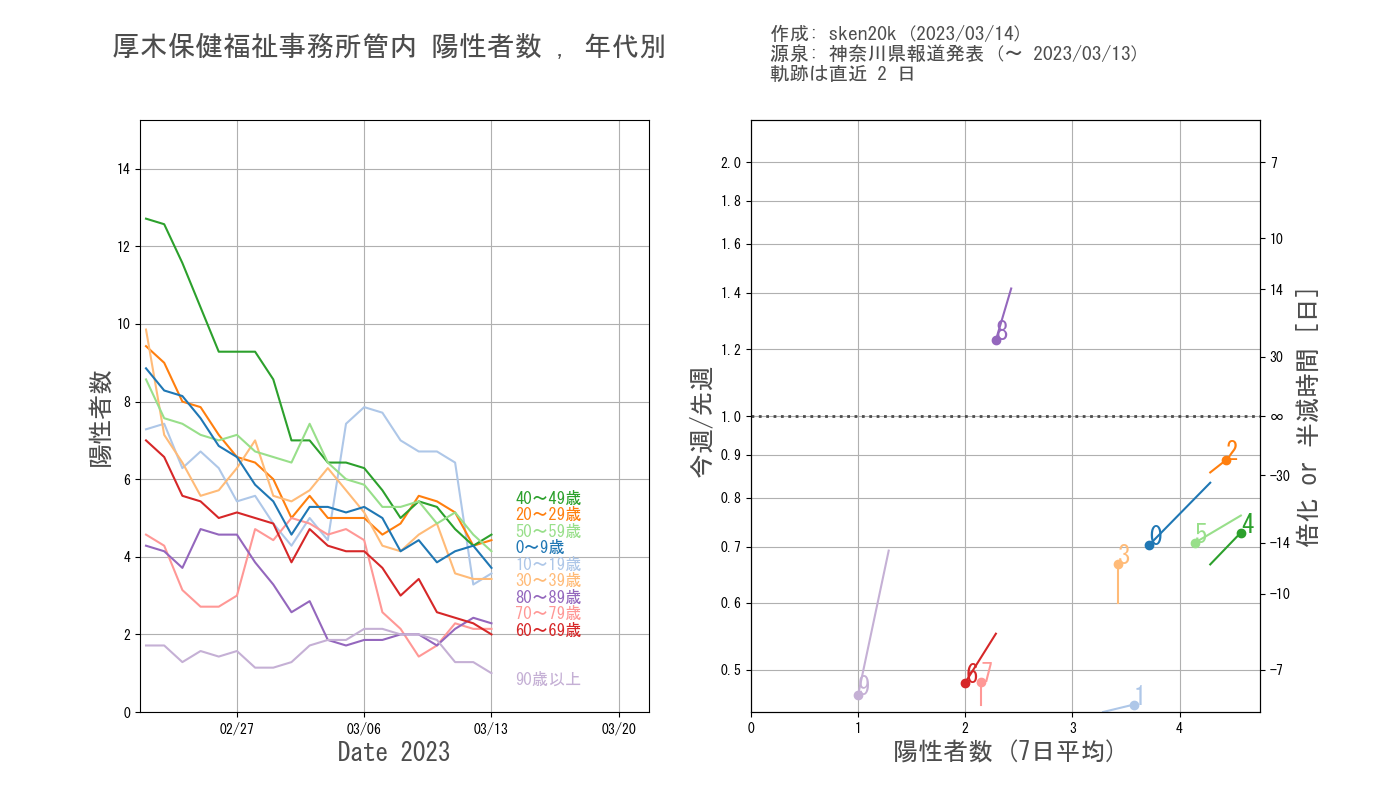 厚木保健福祉事務所管内 陽性者数 , 年代別
作成: sken20k (2023/03/14)
源泉: 神奈川県報道発表 (～ 2023/03/13)
軌跡は直近 2 日
陽性者数
14
12
10
8
6
4
2
0
02/27
03/06
03/13
03/20
Date 2023
40～49歳
20～29歳
50～59歳
0～9歳
10～19歳
30～39歳
80～89歳
70～79歳
60～69歳
90歳以上
今週/先週
2.0
1.8
1.6
1.4
1.2
1.0
0.9
0.8
0.7
0.6
0.5
8
2
4
5
0
3
7
6
9
1
7
10
14
30
∞
-30
-14
-10
-7
倍化 or 半減時間 [日]
0
1
2
3
4
陽性者数 (7日平均)